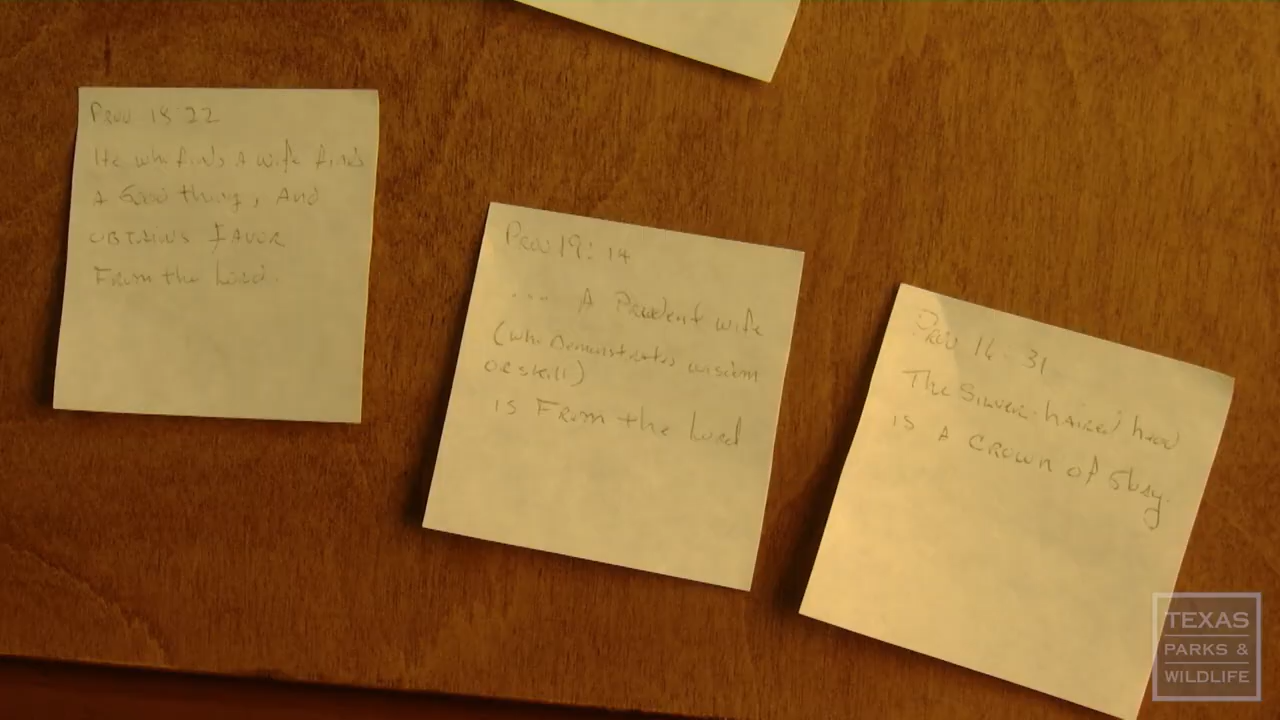 Prov 18:22
He who finds a wife finds
A Good thing, And
OBTAINS FAVOR
From the Lord.
Prov 19:14
... A Prudent wife
(who Demonstrates wisdom
or skill)
is From the Lord
Prov 16:31
The Silver-haired head
is A Crown of Glory.
TEXAS
PARKS &
WILDLIFE